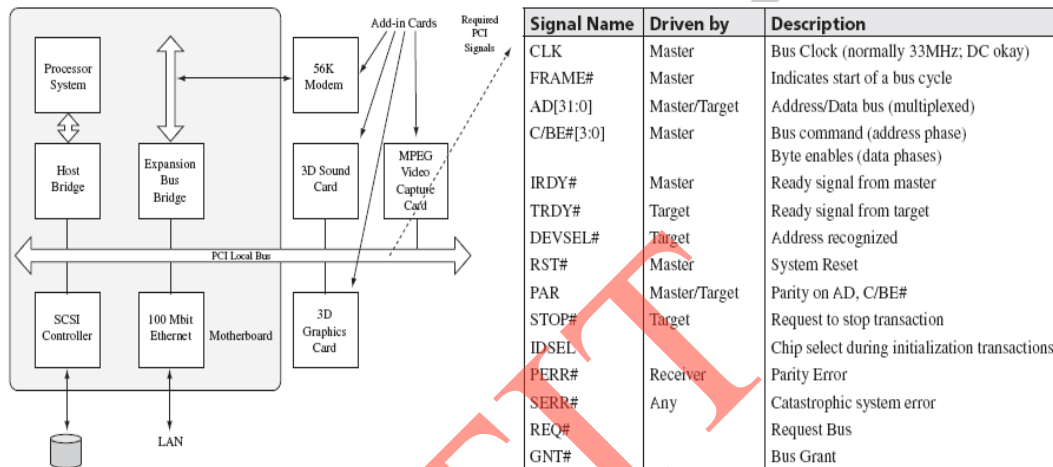 Add-in Cards
Required
PCI
Signals
Processor
System
56K
Modem
Host
Bridge
Expansion
Bus
Bridge
3D Sound
Card
MPEG
Video
Capture
Card
PCI Local Bus
SCSI
Controller
100 Mbit
Ethernet
Motherboard
3D
Graphics
Card
LAN
Signal Name Driven by Description
CLK Master Bus Clock (normally 33MHz; DC okay)
FRAME# Master Indicates start of a bus cycle
AD[31:0] Master/Target Address/Data bus (multiplexed)
C/BE#[3:0] Master Bus command (address phase)
Byte enables (data phases)
IRDY# Master Ready signal from master
TRDY# Target Ready signal from target
DEVSEL# Target Address recognized
RST# Master System Reset
PAR Master/Target Parity on AD, C/BE#
STOP# Target Request to stop transaction
IDSEL Chip select during initialization transactions
PERR# Receiver Parity Error
SERR# Any Catastrophic system error
REQ# Request Bus
GNT# Bus Grant